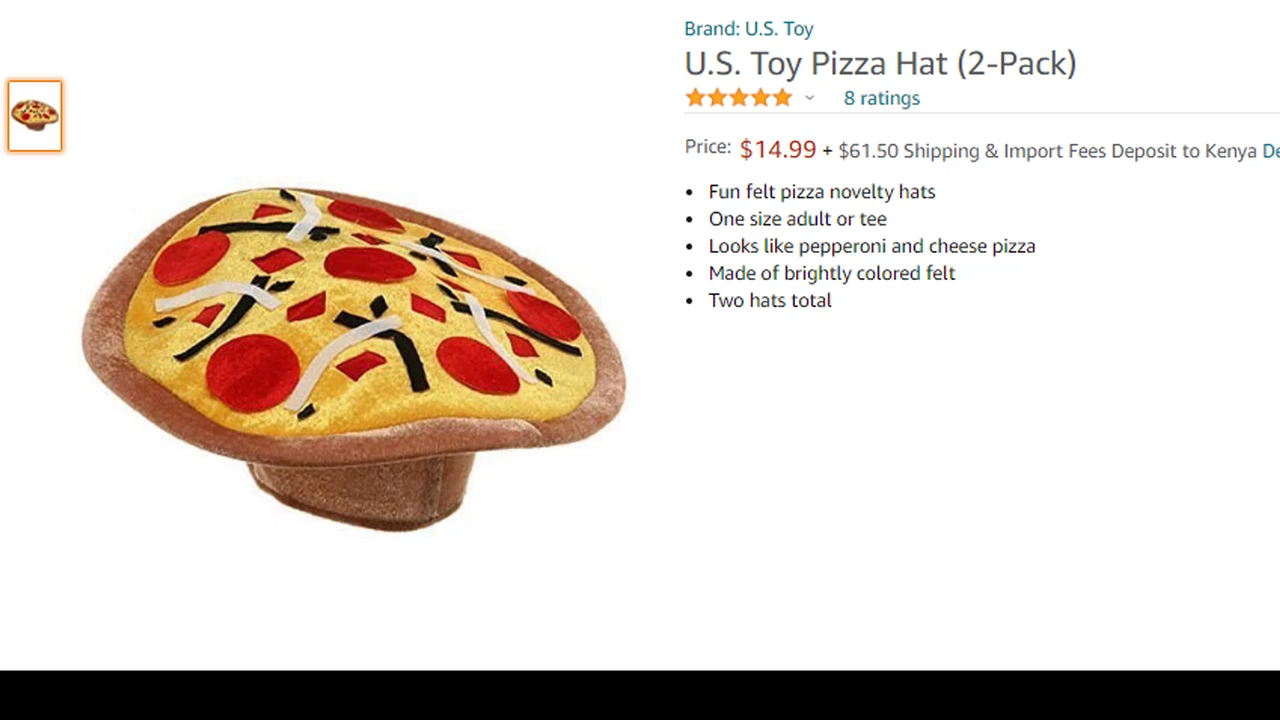 Brand: U.S. Toy
U.S. Toy Pizza Hat (2-Pack)
8 ratings
Price: $14.99 + $61.50 Shipping & Import Fees Deposit to Kenya De
• Fun felt pizza novelty hats
• One size adult or tee
• Looks like pepperoni and cheese pizza
• Made of brightly colored felt
• Two hats total